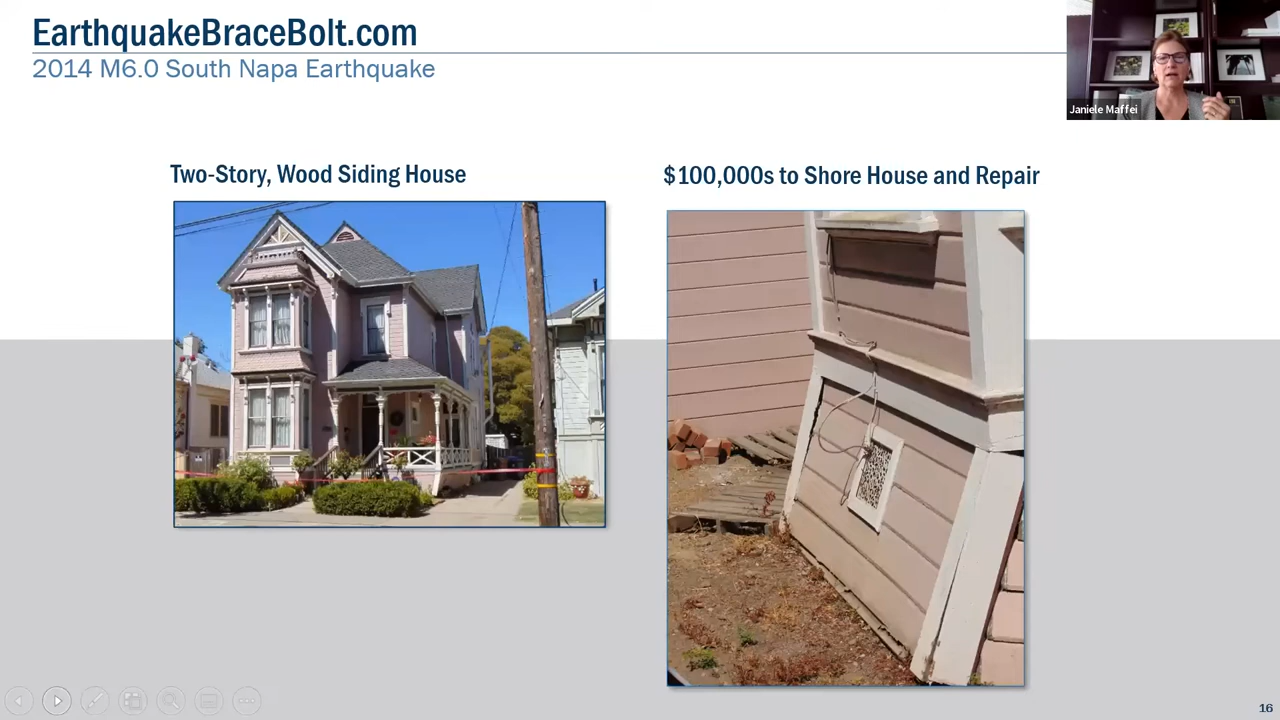 EarthquakeBraceBolt.com
2014 M6.0 South Napa Earthquake
Janiele Maffei
Two-Story, Wood Siding House
$100,000s to Shore House and Repair
16